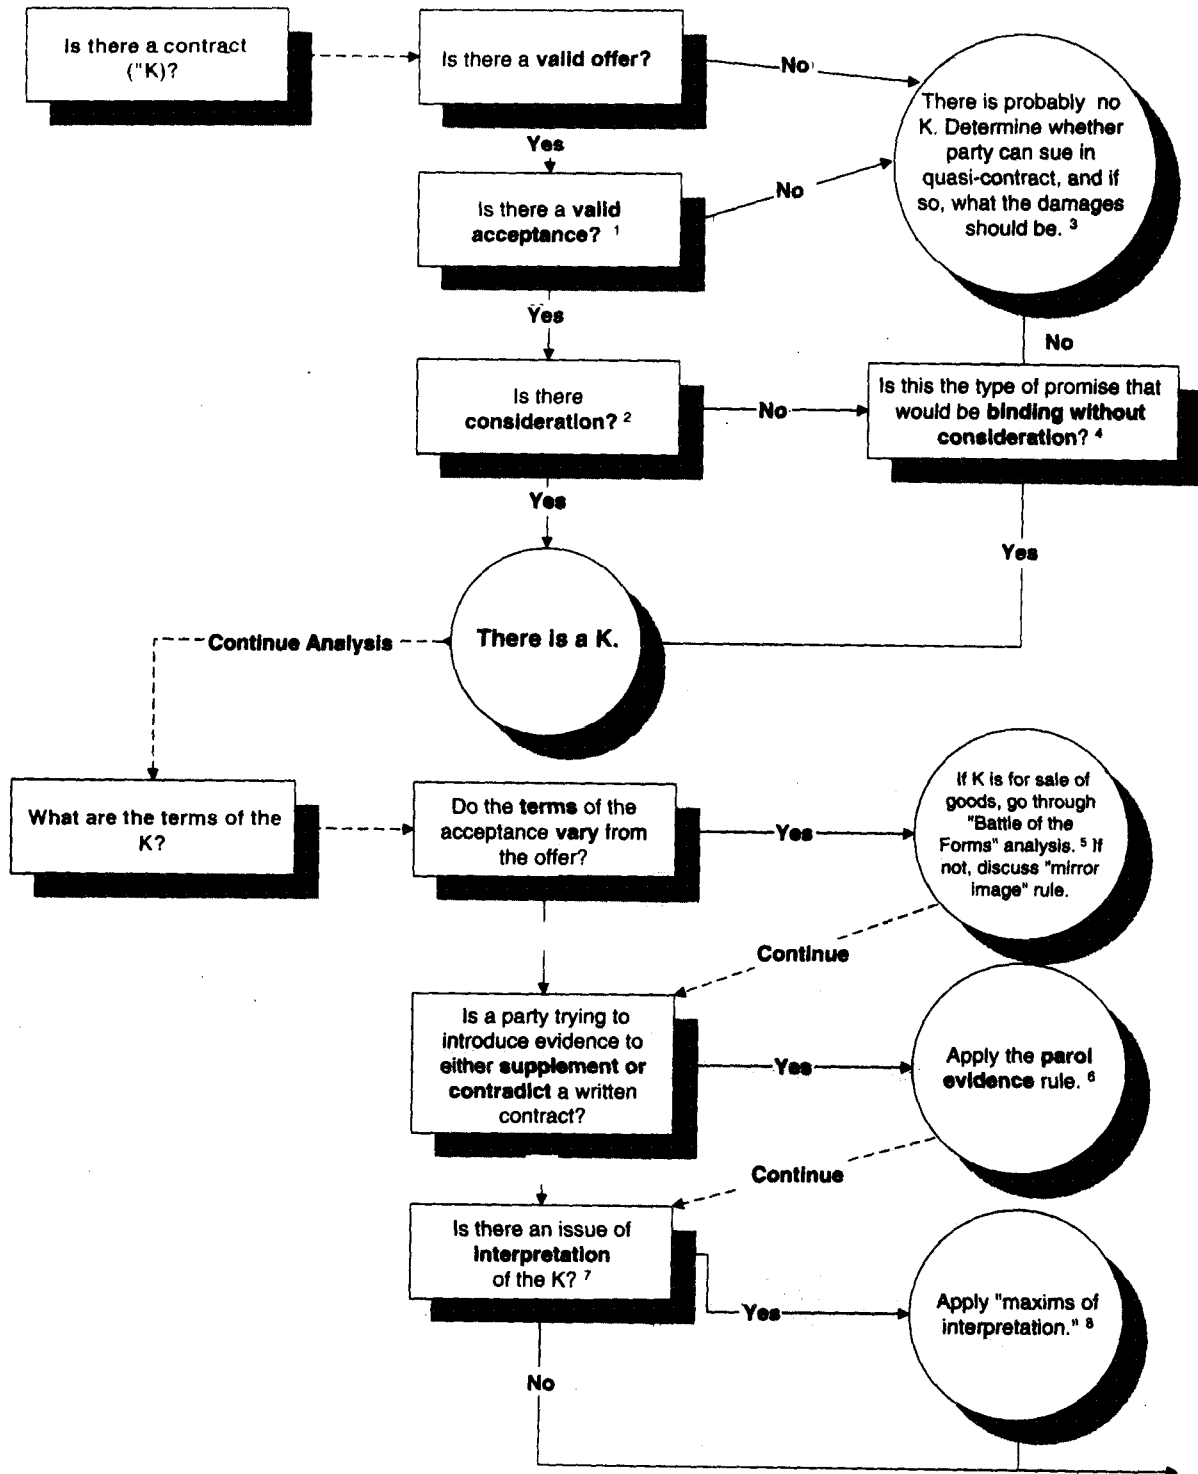 Is there a contract
("K)?
Is there a valid offer?
No
There is probably no
K. Determine whether
party can sue in
quasi-contract, and if
so, what the damages
should be. 3
Yes
Is there a valid
acceptance? 1
No
Yes
No
Is there
consideration? 2
No
Is this the type of promise that
would be binding without
consideration? 4
Yes
Yes
There is a K.
Continue Analysis
What are the terms of the
K?
Do the terms of the
acceptance vary from
the offer?
Yes
If K is for sale of
goods, go through
"Battle of the
Forms" analysis. 5 If
not, discuss "mirror
image" rule.
Continue
Is a party trying to
introduce evidence to
either supplement or
contradict a written
contract?
Yes
Apply the parol
evidence rule. 6
Continue
Is there an issue of
interpretation
of the K? 7
Yes
Apply "maxims of
interpretation." 8
No